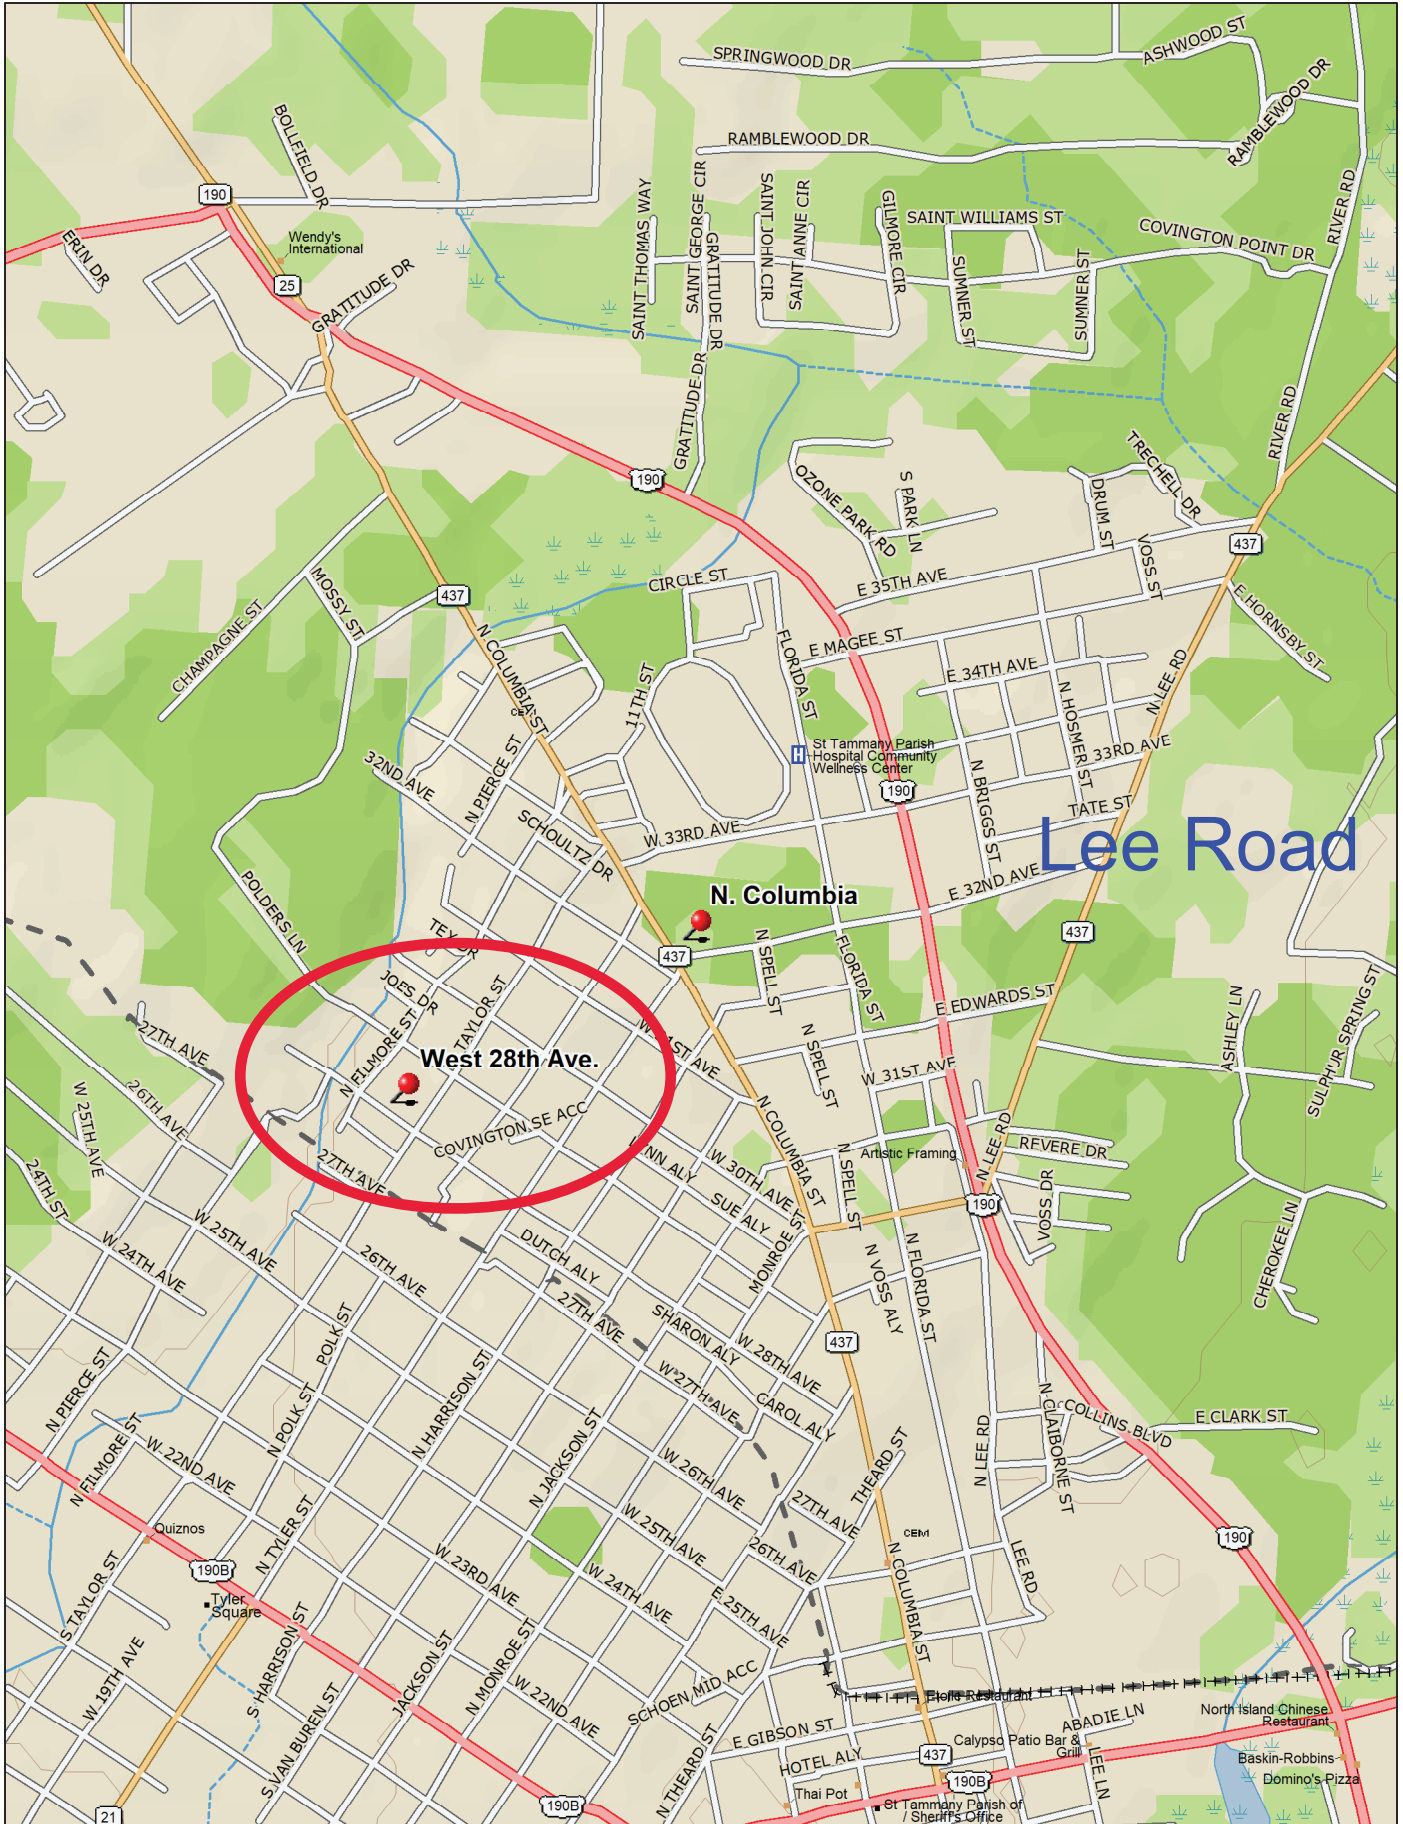 SPRINGWOOD DR
ASHWOOD ST
RAMBLEWOOD DR
RAMBLEWOOD DR
BOLLFIELD DR
190
ERIN DR
Wendy's
International
25
GRATITUDE DR
SAINT THOMAS WAY
SAINT GEORGE CIR
GRATITUDE DR
SAINT JOHN CIR
SAINT ANNE CIR
GILMORE CIR
SAINT WILLIAMS ST
SUMNER ST
SUMNER ST
COVINGTON POINT DR
RIVER RD
GRATITUDE DR
RIVER RD
190
OZONE PARK RD
S PARK LN
DRUM ST
TRECHELL DR
VOSS ST
437
E HORNSBY ST
CHAMPAGNE ST
MOSSY ST
437
CIRCLE ST
E 35TH AVE
E MAGEE ST
E 34TH AVE
N COLUMBIA ST
11TH ST
FLORIDA ST
N HOSMER ST
N LEE RD
33RD AVE
St Tammany Parish
Hospital Community
Wellness Center
190
N BRIGGS ST
TATE ST
32ND AVE
N PIERCE ST
SCHOULTZ DR
W 33RD AVE
Lee Road
E 32ND AVE
N. Columbia
437
437
POLDERS LN
TEX DR
JOES DR
TAYLOR ST
N FILMORE ST
West 28th Ave.
N SPELL ST
FLORIDA ST
E EDWARDS ST
ASHLEY LN
SULPHUR SPRING ST
27TH AVE
26TH AVE
W 25TH AVE
24TH ST
W 31ST AVE
N SPELL ST
W 31ST AVE
COVINGTON SE ACC
27TH AVE
LYNN ALY
W 30TH AVE
SUE ALY
N COLUMBIA ST
N SPELL ST
Artistic Framing
N LEE RD
REVERE DR
VOSS DR
190
CHEROKEE LN
W 25TH AVE
W 24TH AVE
26TH AVE
DUTCH ALY
27TH AVE
MONROE ST
N VOSS ALY
N FLORIDA ST
437
SHARON ALY
W 28TH AVE
W 27TH AVE
CAROL ALY
POLK ST
N PIERCE ST
N FILMORE ST
W 22ND AVE
N POLK ST
N HARRISON ST
N JACKSON ST
W 26TH AVE
THEARD ST
N LEE RD
N CLAIBORNE ST
COLLINS BLVD
E CLARK ST
Quiznos
190B
Tyler
Square
N TYLER ST
W 23RD AVE
W 25TH AVE
W 24TH AVE
26TH AVE
27TH AVE
N COLUMBIA ST
LEE RD
190
S TAYLOR ST
W 19TH AVE
S HARRISON ST
S VAN BUREN ST
JACKSON ST
N MONROE ST
W 22ND AVE
E 25TH AVE
SCHOEN MID ACC
N THEARD ST
E GIBSON ST
HOTEL ALY
Etoile Restaurant
437
Calypso Patio Bar &
Grill
ABADIE LN
LEE LN
North Island Chinese
Restaurant
Baskin-Robbins
Domino's Pizza
Thai Pot
190B
St Tammany Parish of
/ Sheriff's Office
190B
21